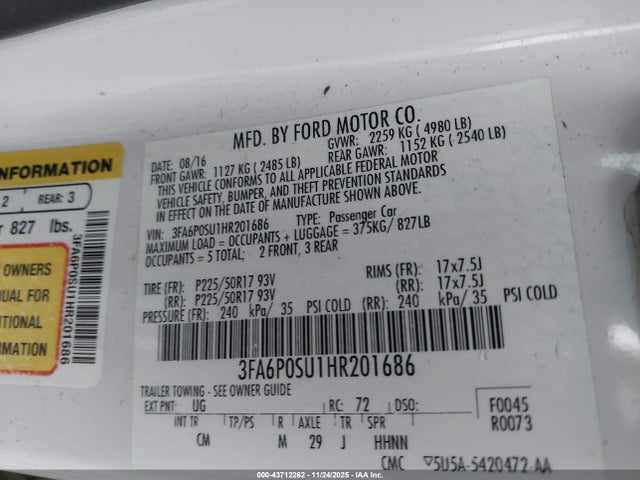 MFD. BY FORD MOTOR CO.
DATE: 08/16 GVWR: 2259 KG ( 4980 LB)
FRONT GAWR: 1127 KG ( 2485 LB) REAR GAWR: 1152 KG ( 2540 LB)
THIS VEHICLE CONFORMS TO ALL APPLICABLE FEDERAL MOTOR
VEHICLE SAFETY, BUMPER, AND THEFT PREVENTION STANDARDS
IN EFFECT ON THE DATE OF MANUFACTURE SHOWN ABOVE.
VIN: 3FA6P0SU1HR201686 TYPE: Passenger Car
MAXIMUM LOAD = OCCUPANTS + LUGGAGE = 375KG/ 827LB
OCCUPANTS = 5 TOTAL; 2 FRONT, 3 REAR
TIRE (FR): P225/50R17 93V RIMS (FR): 17x7.5J
(RR): P225/50R17 93V (RR): 17x7.5J
PRESSURE (FR): 240 kPa/ 35 PSI COLD (RR): 240 kPa/ 35 PSI COLD
3FA6P0SU1HR201686
TRAILER TOWING - SEE OWNER GUIDE
EXT PNT: UG RC: 72 DSO: F0045
INT TR TP/PS R AXLE TR SPR R0073
CM M 29 J HHNN
CMC ▽5U5A-5420472-AA
INFORMATION
2 REAR: 3
827 lbs.
OWNERS
FOR
3FA6P0SU1HR201686
000-43712262 - 11/24/2025 - IAAI.COM